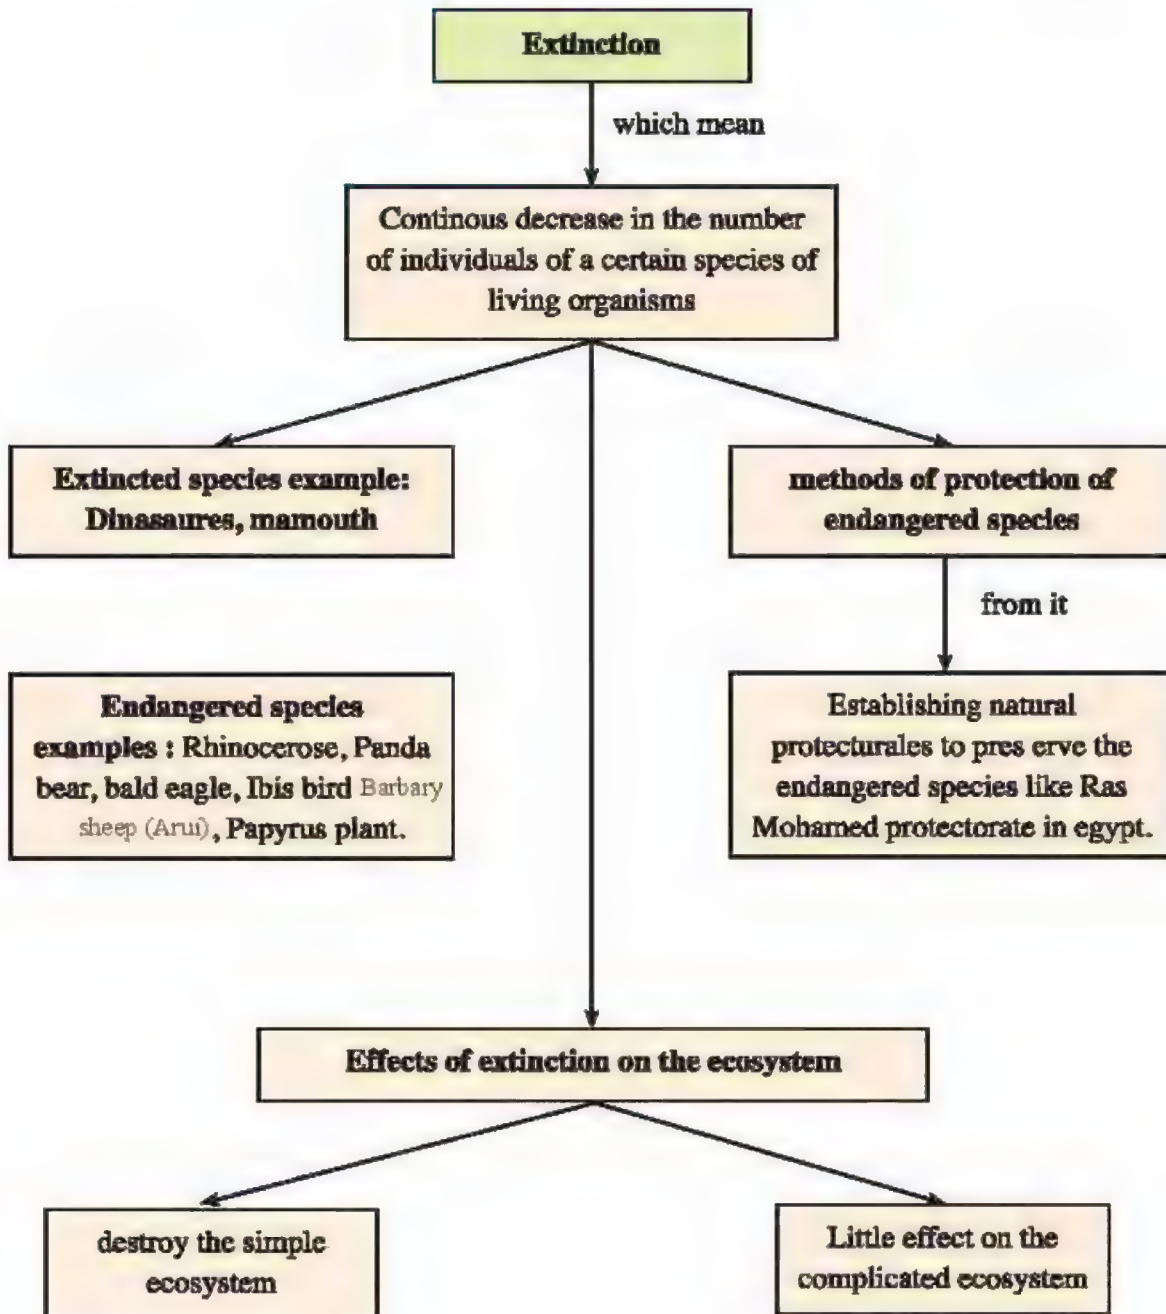 Extinction
which mean
Continous decrease in the number
of individuals of a certain species of
living organisms
Extincted species example:
Dinasaures, mamouth
methods of protection of
endangered species
from it
Endangered species
examples : Rhinocerose, Panda
bear, bald eagle, Ibis bird Barbary
sheep (Arui), Papyrus plant.
Establishing natural
protecturales to pres erve the
endangered species like Ras
Mohamed protectorate in egypt.
Effects of extinction on the ecosystem
destroy the simple
ecosystem
Little effect on the
complicated ecosystem